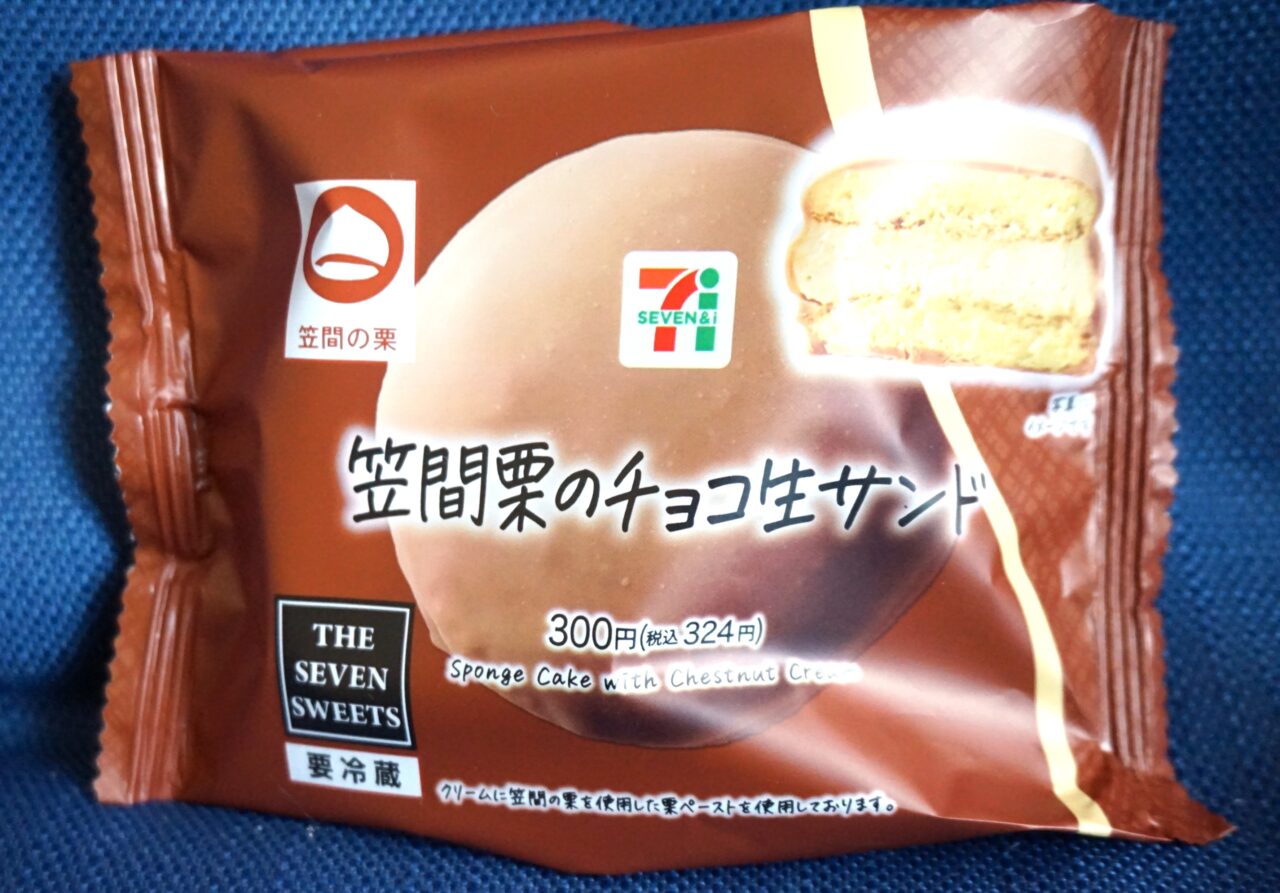 笠間の栗
SEVEN&i
笠間栗のチョコ生サンド
300円(税込324円)
Sponge Cake with Chestnut Cream
THE
SEVEN
SWEETS
要冷蔵
クリームに笠間の栗を使用した栗ペーストを使用しております。